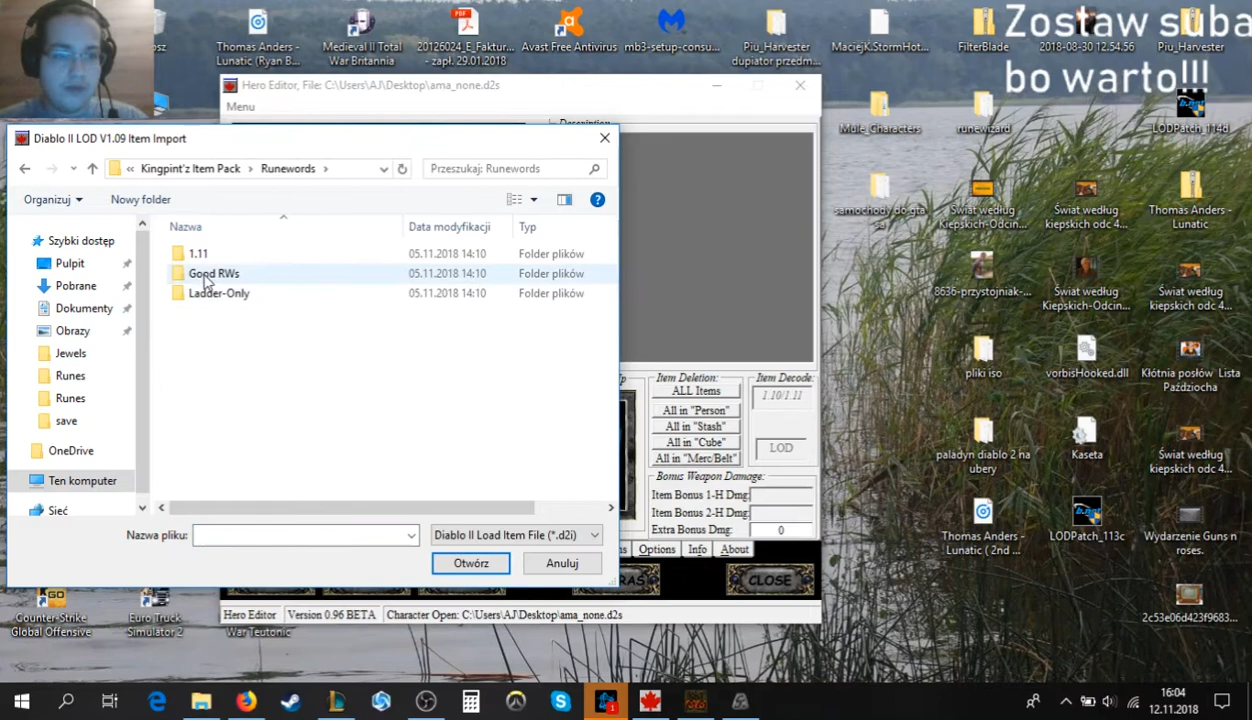 Zostaw suba
bo warto!!!
Thomas Anders -
Lunatic (Ryan B...
Medieval II Total
War Britannia
20126024_E_Faktur...
zapł. 29.01.2018
Avast Free Antivirus
mb3-setup-consu...
Piu_Harvester
dupiator przedm...
MaciejK.StormHot...
FilterBlade
2018-08-30 12.54.56
Piu_Harvester
Hero Editor, File: C:\Users\AJ\Desktop\ama_none.d2s
Menu
Mule_Characters
runewizard
LODPatch_114d
Diablo II LOD V1.09 Item Import
Kingpint'z Item Pack
Runewords
Przeszukaj: Runewords
Organizuj
New folder
Nazwa
Data modyfikacji
Typ
Szybki dostęp
Pulpit
Pobrane
Dokumenty
Obrazy
Jewels
Runes
Runes
save
OneDrive
Ten komputer
Sieć
1.11
05.11.2018 14:10
Folder plików
Good RWs
05.11.2018 14:10
Folder plików
Ladder-Only
05.11.2018 14:10
Folder plików
Nazwa pliku:
Diablo II Load Item File (*.d2i)
Otwórz
Anuluj
Item Deletion:
ALL Items
All in "Person"
All in "Stash"
All in "Cube"
All in "Merc/Belt"
Item Decode:
1.10/1.11
LOD
Bonus Weapon Damage:
Item Bonus 1-H Dmg:
Item Bonus 2-H Dmg:
Extra Bonus Dmg:
0
Options
Info
About
CLOSE
Hero Editor
Version 0.96 BETA
Character Open: C:\Users\AJ\Desktop\ama_none.d2s
samochody do gta
Świat według
Kiepskich-Odcin...
Świat według
kiepskich odc 4...
Thomas Anders -
Lunatic
8636-przystojniak-...
Świat według
Kiepskich-Odcin...
Świat według
kiepskich odc 4...
pliki iso
vorbisHooked.dll
Kłótnia posłów Lista
Paździocha
paladyn diablo 2 na
ubery
Kaseta
Świat według
kiepskich odc 4...
Thomas Anders -
Lunatic ( 2nd ...
LODPatch_113c
Wydarzenie Guns n
roses.
2c53e06d423f9683...
Counter-Strike
Global Offensive
Euro Truck
Simulator 2
War Teutonic
16:04
12.11.2018